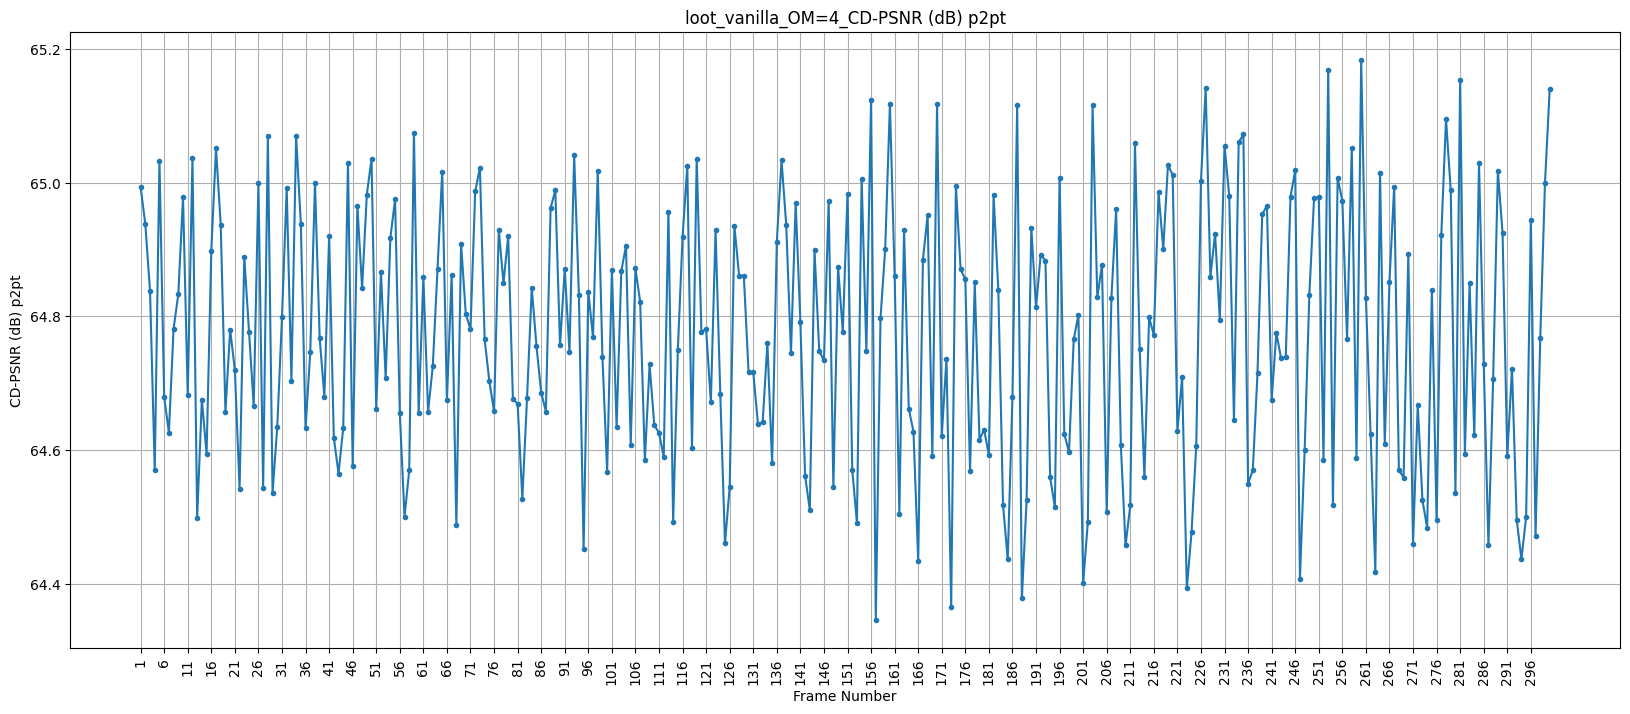 loot_vanilla_OM=4_CD-PSNR (dB) p2pt
CD-PSNR (dB) p2pt
65.2
65.0
64.8
64.6
64.4
1 6 11 16 21 26 31 36 41 46 51 56 61 66 71 76 81 86 91 96 101 106 111 116 121 126 131 136 141 146 151 156 161 166 171 176 181 186 191 196 201 206 211 216 221 226 231 236 241 246 251 256 261 266 271 276 281 286 291 296
Frame Number